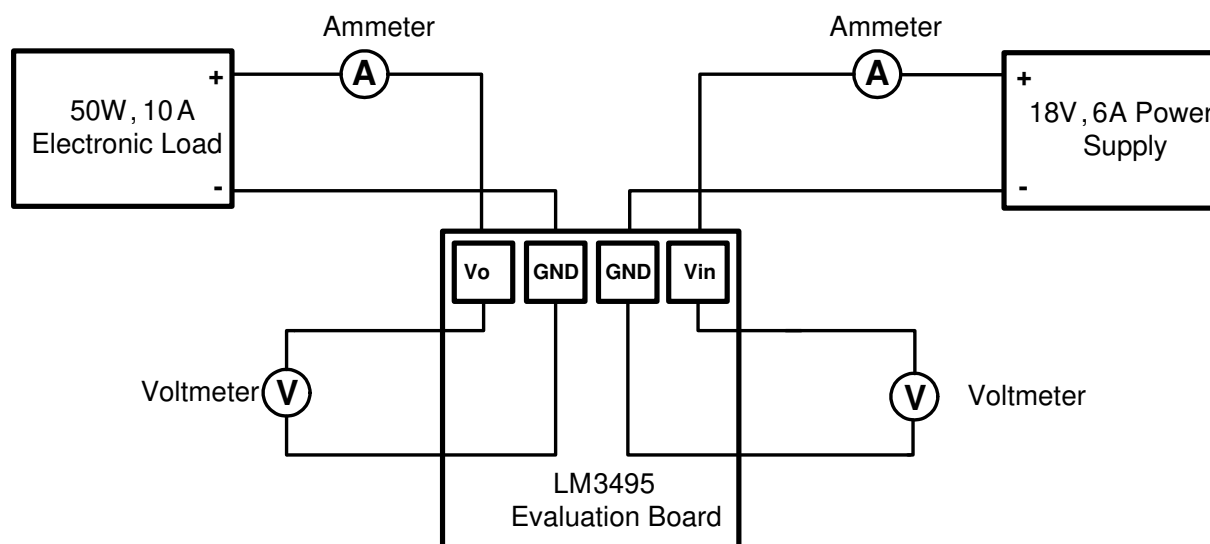 Ammeter
Ammeter
+
A
A
+
50W, 10 A
Electronic Load
18V, 6A Power
Supply
-
-
Vo
GND
GND
Vin
Voltmeter
V
V
Voltmeter
LM3495
Evaluation Board